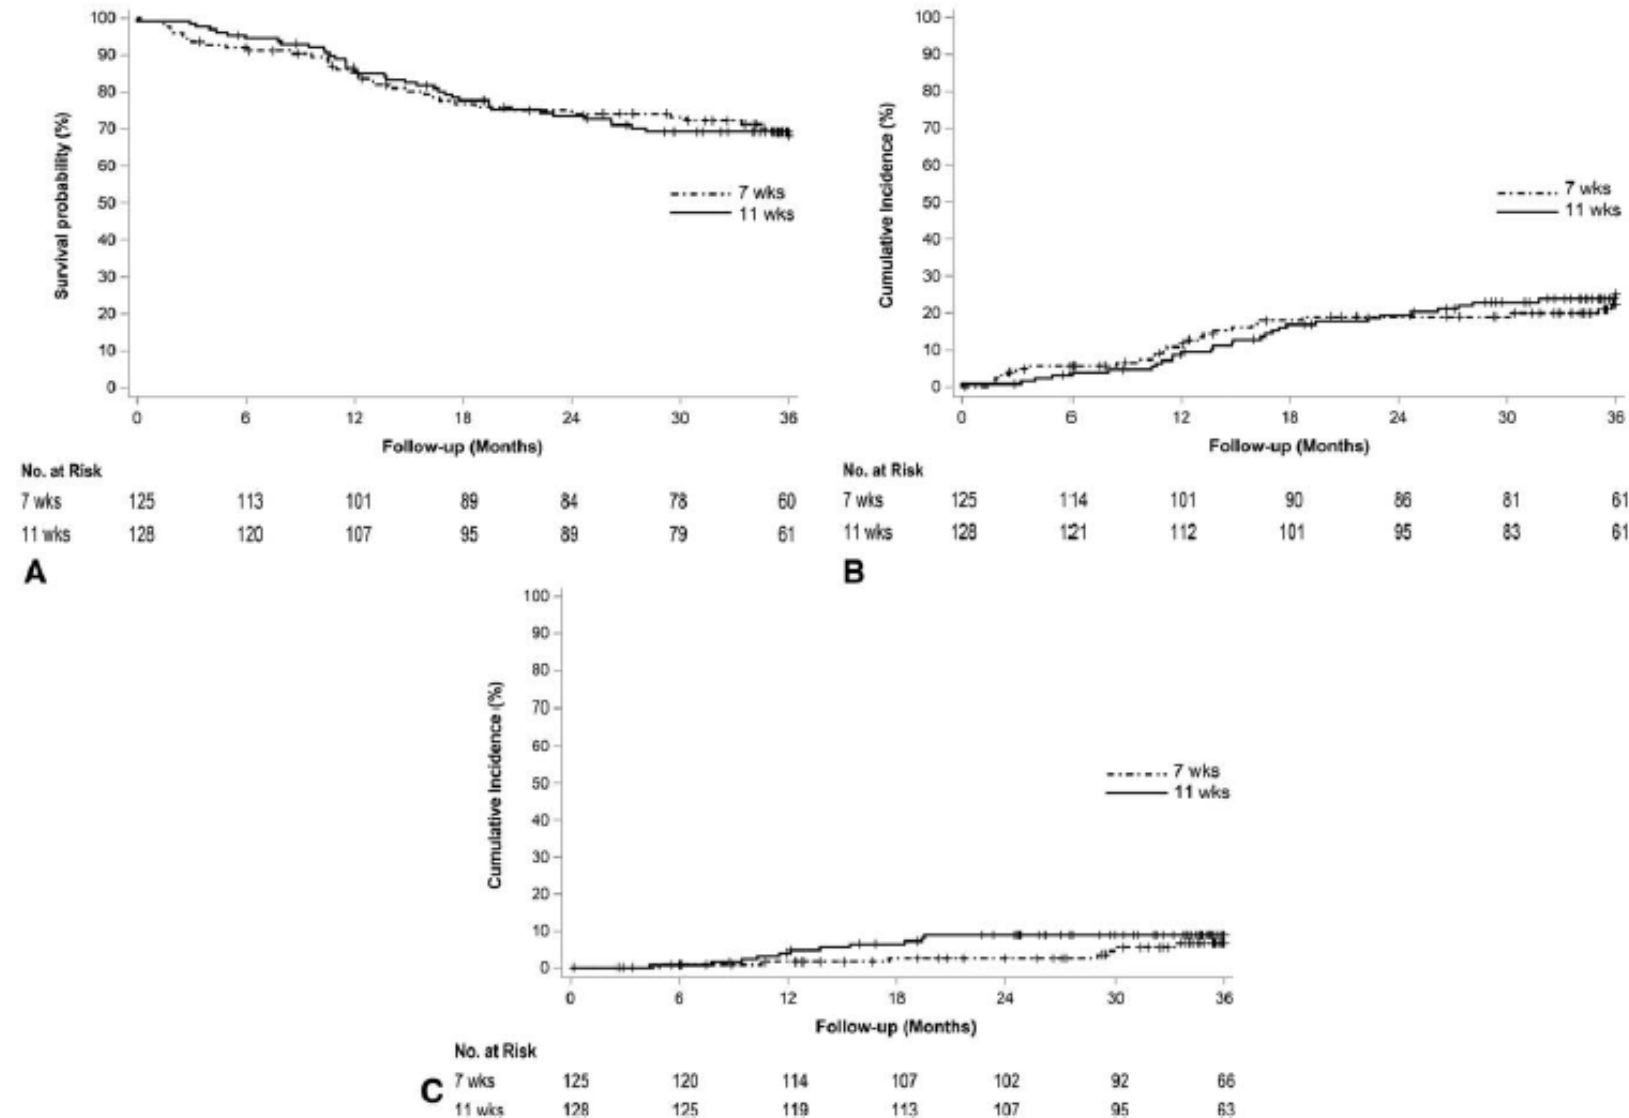 100
90
80
70
60
50
40
30
20
10
0
Survival probability (%)
7 wks
11 wks
0 6 12 18 24 30 36
Follow-up (Months)
No. at Risk
7 wks 125 113 101 89 84 78 60
11 wks 128 120 107 95 89 79 61
A
100
90
80
70
60
50
40
30
20
10
0
Cumulative Incidence (%)
7 wks
11 wks
0 6 12 18 24 30 36
Follow-up (Months)
No. at Risk
7 wks 125 114 101 90 86 81 61
11 wks 128 121 112 101 95 83 61
B
100
90
80
70
60
50
40
30
20
10
0
Cumulative Incidence (%)
7 wks
11 wks
0 6 12 18 24 30 36
Follow-up (Months)
No. at Risk
C 7 wks 125 120 114 107 102 92 66
11 wks 128 125 119 113 107 95 63